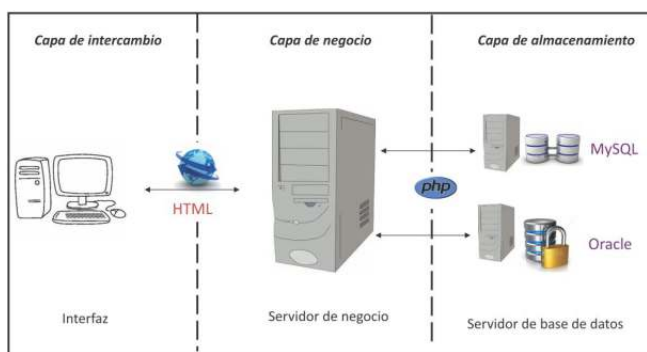 Capa de intercambio
Capa de negocio
Capa de almacenamiento
MySQL
HTML
php
Oracle
Interfaz
Servidor de negocio
Servidor de base de datos